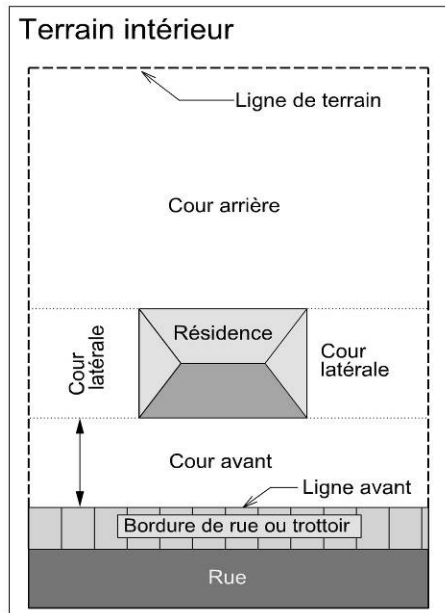 Terrain intérieur
Ligne de terrain
Cour arrière
Cour
latérale
Résidence
Cour
latérale
Cour avant
Ligne avant
Bordure de rue ou trottoir
Rue